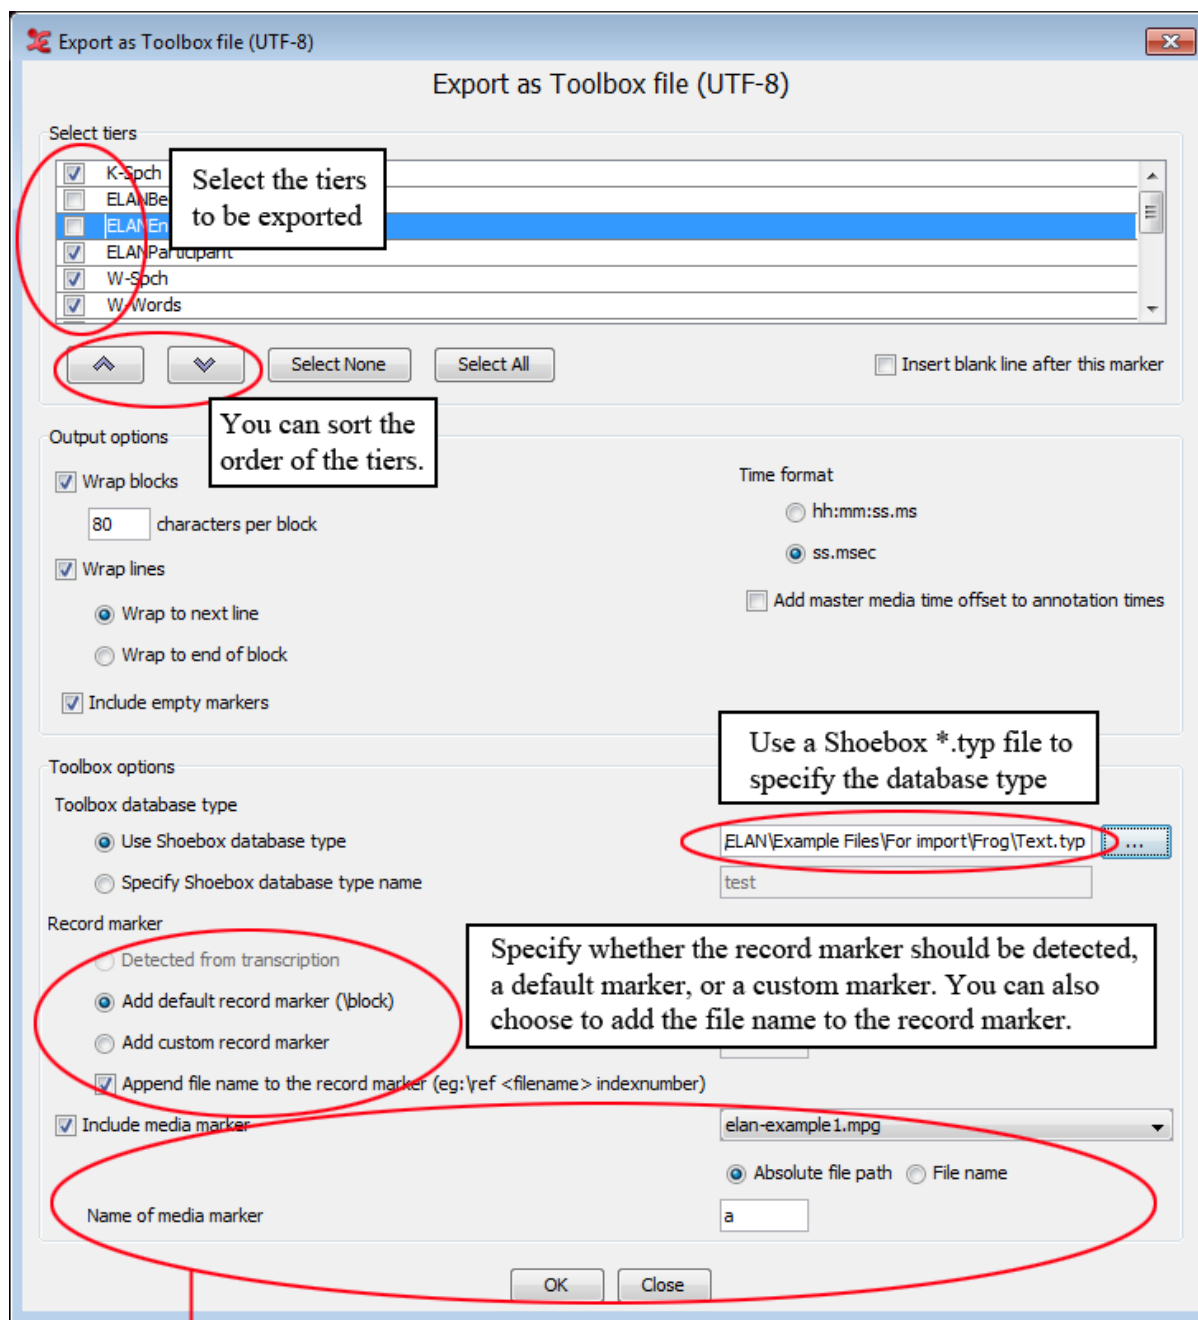 Export as Toolbox file (UTF-8)
Export as Toolbox file (UTF-8)
Select tiers
K-Spch
Select the tiers
to be exported
ELANParticipant
W-Spch
W-Words
Select None
Select All
Insert blank line after this marker
You can sort the
order of the tiers.
Output options
Wrap blocks
80 characters per block
Wrap lines
Wrap to next line
Wrap to end of block
Include empty markers
Time format
hh:mm:ss.ms
ss.msec
Add master media time offset to annotation times
Use a Shoebox *.typ file to
specify the database type
Toolbox options
Toolbox database type
Use Shoebox database type
ELAN\Example Files\For import\Frog\Text.typ
...
Specify Shoebox database type name
test
Record marker
Detected from transcription
Add default record marker (\block)
Add custom record marker
Specify whether the record marker should be detected,
a default marker, or a custom marker. You can also
choose to add the file name to the record marker.
Append file name to the record marker (eg:\ref <filename> indexnumber)
Include media marker
elan-example1.mpg
Absolute file path
File name
Name of media marker
a
OK
Close